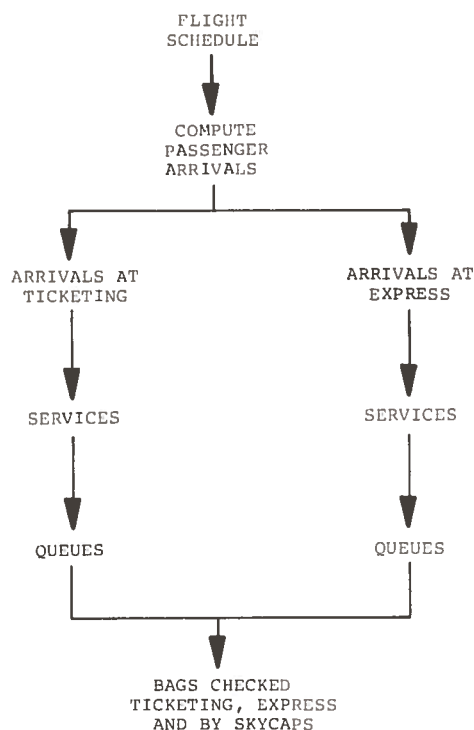 FLIGHT
SCHEDULE
COMPUTE
PASSENGER
ARRIVALS
ARRIVALS AT
TICKETING
ARRIVALS AT
EXPRESS
SERVICES
SERVICES
QUEUES
QUEUES
BAGS CHECKED
TICKETING, EXPRESS
AND BY SKYCAPS